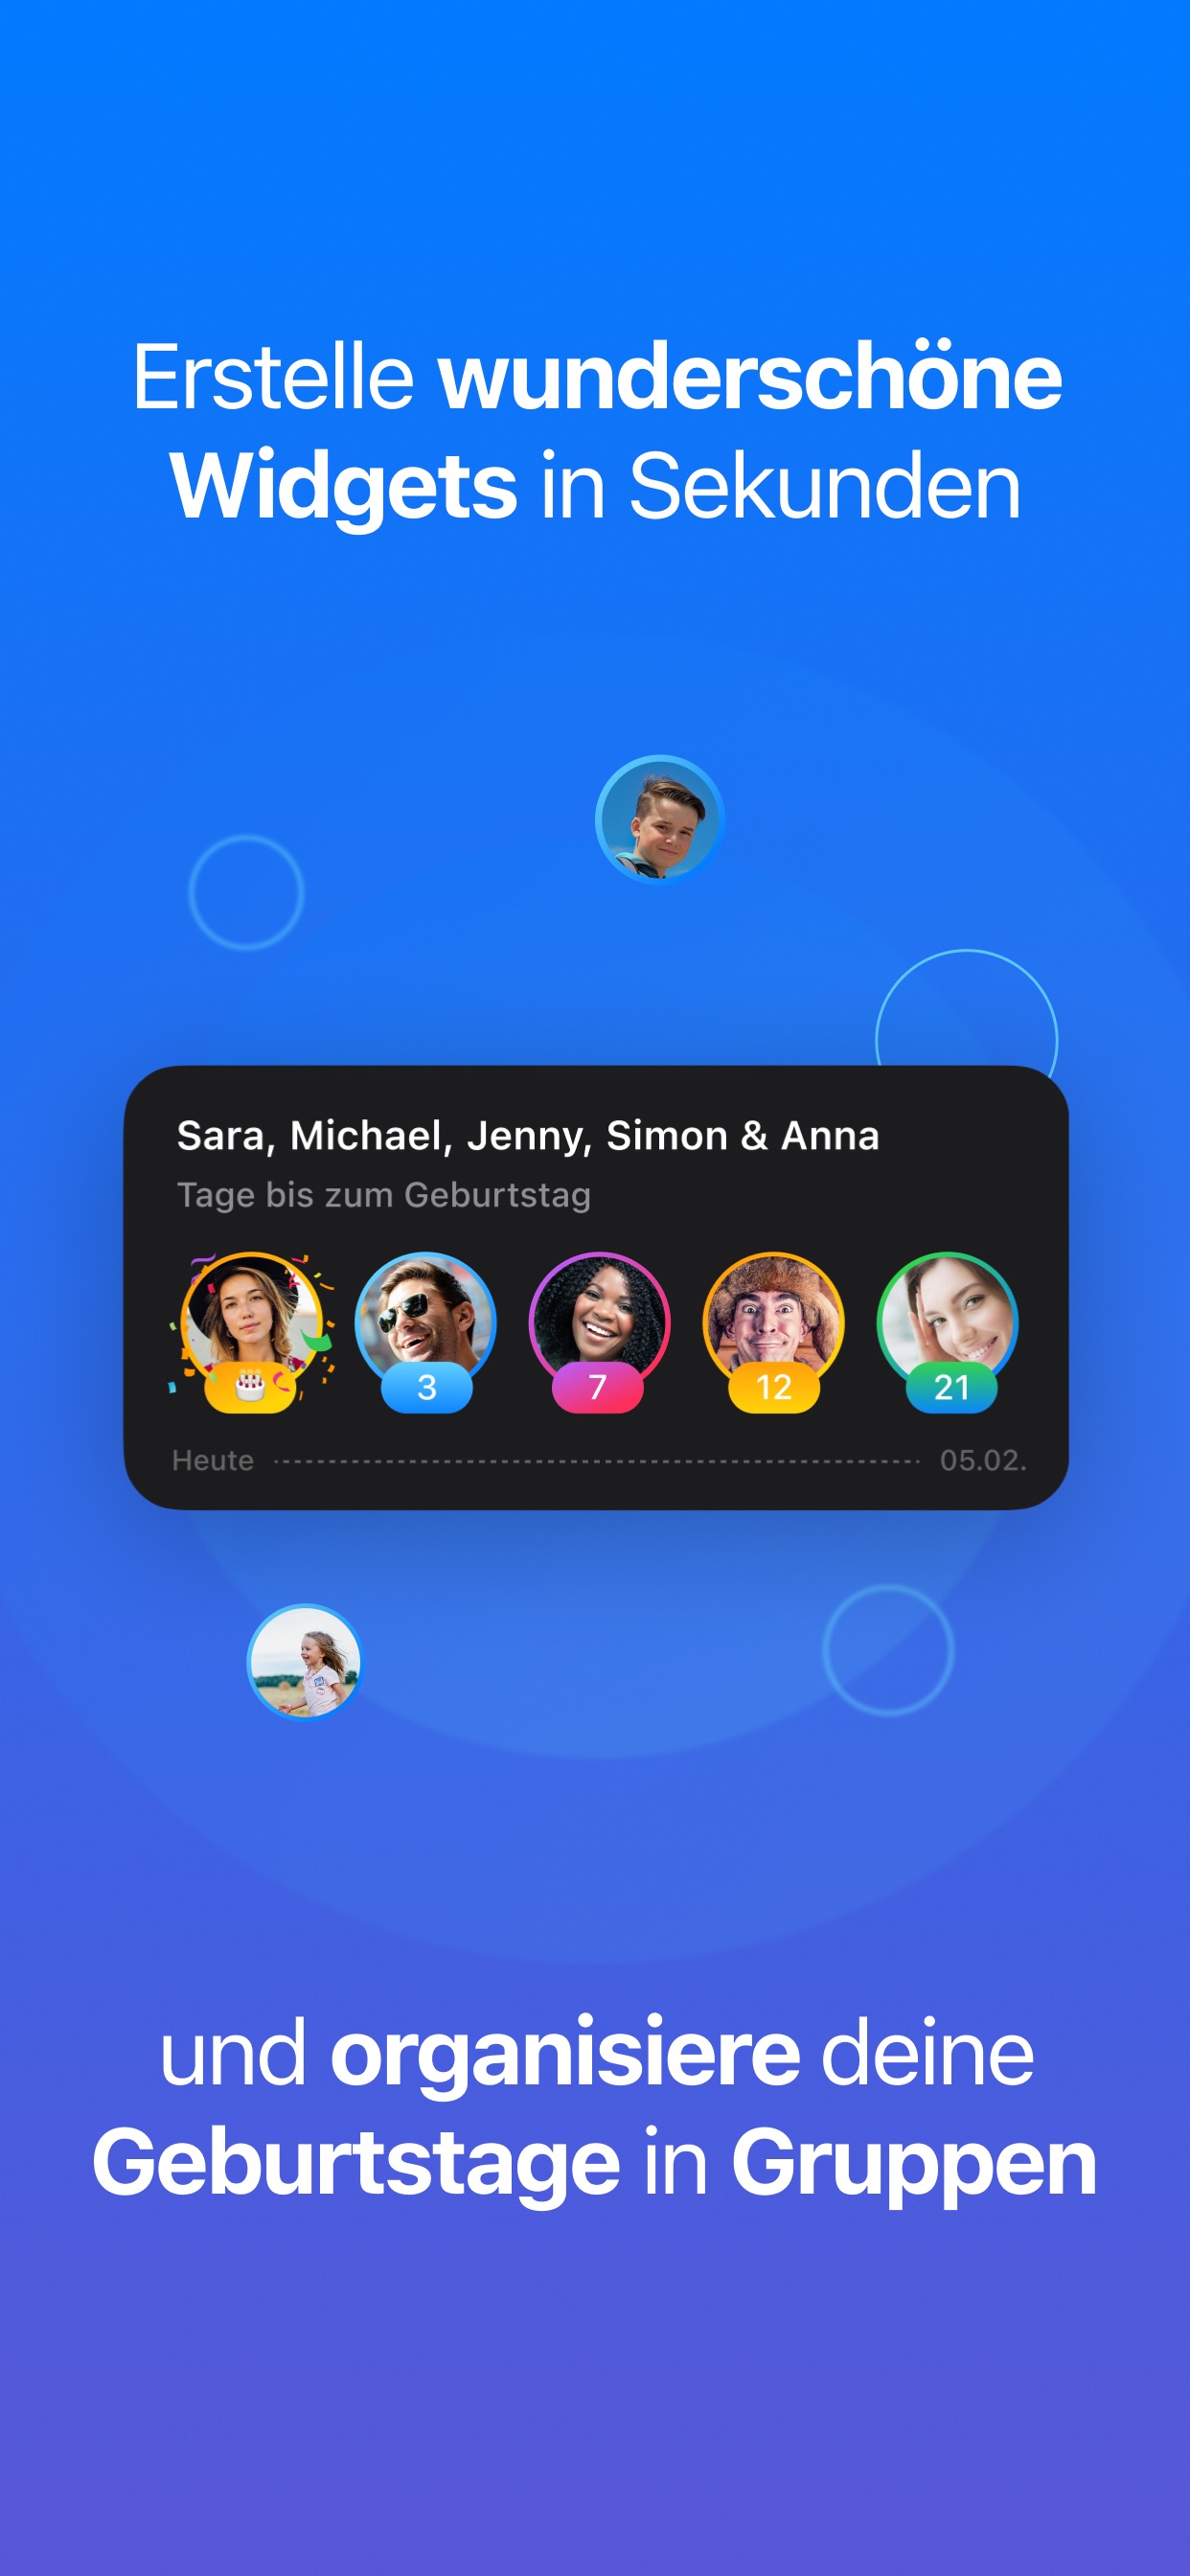 Erstelle wunderschöne
Widgets in Sekunden
Sara, Michael, Jenny, Simon & Anna
Tage bis zum Geburtstag
3
7
12
21
Heute
05.02.
und organisiere deine
Geburtstage in Gruppen